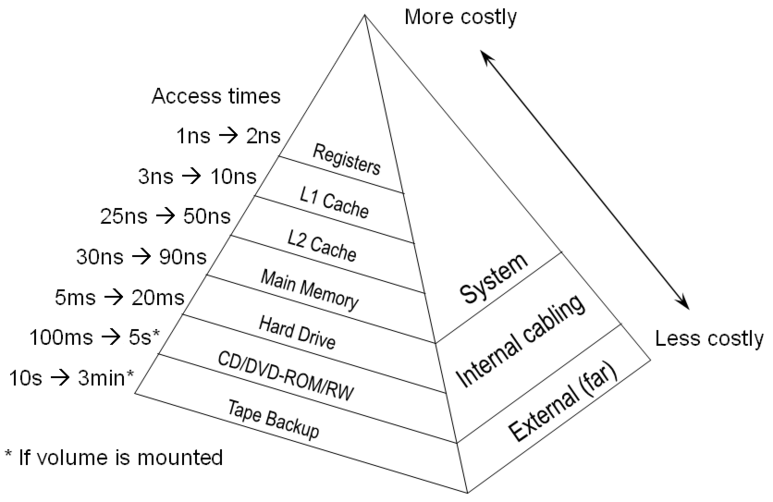 More costly
Access times
1ns → 2ns
Registers
3ns → 10ns
L1 Cache
25ns → 50ns
L2 Cache
30ns → 90ns
Main Memory
System
5ms → 20ms
Hard Drive
Internal cabling
Less costly
100ms → 5s*
CD/DVD-ROM/RW
10s → 3min*
Tape Backup
External (far)
* If volume is mounted